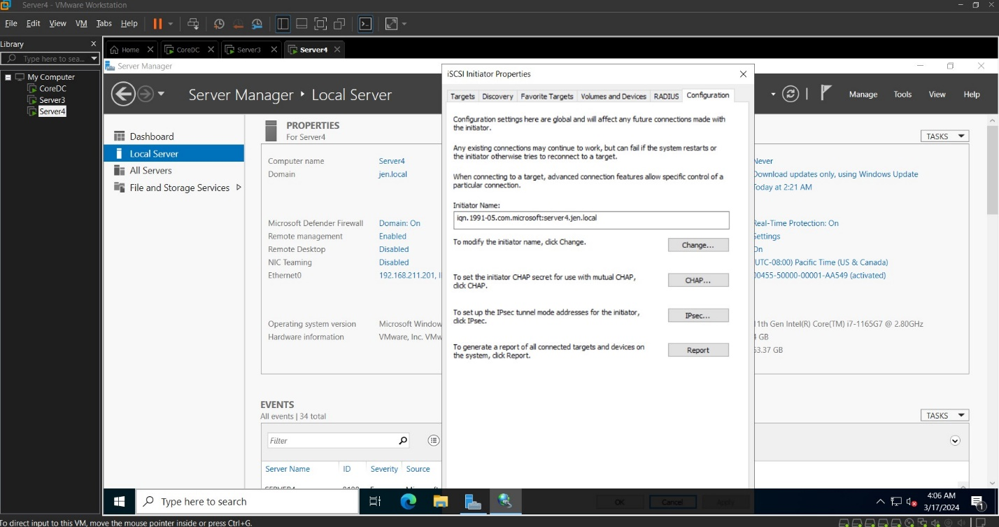 Server4 - VMware Workstation
File Edit View VM Tabs Help
Library
Type here to sea...
My Computer
CoreDC
Server3
Server4
Home
CoreDC
Server3
Server4
Server Manager
Server Manager Local Server
Manage Tools View Help
Dashboard
Local Server
All Servers
File and Storage Services
PROPERTIES
For Server4
TASKS
Computer name Server4
Domain jen.local
Microsoft Defender Firewall Domain: On
Remote management Enabled
Remote Desktop Disabled
NIC Teaming Disabled
Ethernet0 192.168.211.201, I
Operating system version Microsoft Window
Hardware information VMware, Inc. VMw
Never
Download updates only, using Windows Update
Today at 2:21 AM
Real-Time Protection: On
Settings
On
(UTC-08:00) Pacific Time (US & Canada)
00455-50000-00001-AA549 (activated)
11th Gen Intel(R) Core(TM) i7-1165G7 @ 2.80GHz
4 GB
63.37 GB
EVENTS
All events | 34 total
TASKS
Filter
Server Name ID Severity Source
iSCSI Initiator Properties
Targets Discovery Favorite Targets Volumes and Devices RADIUS Configuration
Configuration settings here are global and will affect any future connections made with
the initiator.
Any existing connections may continue to work, but can fail if the system restarts or
the initiator otherwise tries to reconnect to a target.
When connecting to a target, advanced connection features allow specific control of a
particular connection.
Initiator Name:
iqn.1991-05.com.microsoft:server4.jen.local
To modify the initiator name, click Change.
Change...
To set the initiator CHAP secret for use with mutual CHAP,
click CHAP.
CHAP...
To set up the IPsec tunnel mode addresses for the initiator,
click IPsec.
IPsec...
To generate a report of all connected targets and devices on
the system, click Report.
Report
OK Cancel Apply
Type here to search
4:06 AM
3/17/2024
1
To direct input to this VM, move the mouse pointer inside or press Ctrl+G.